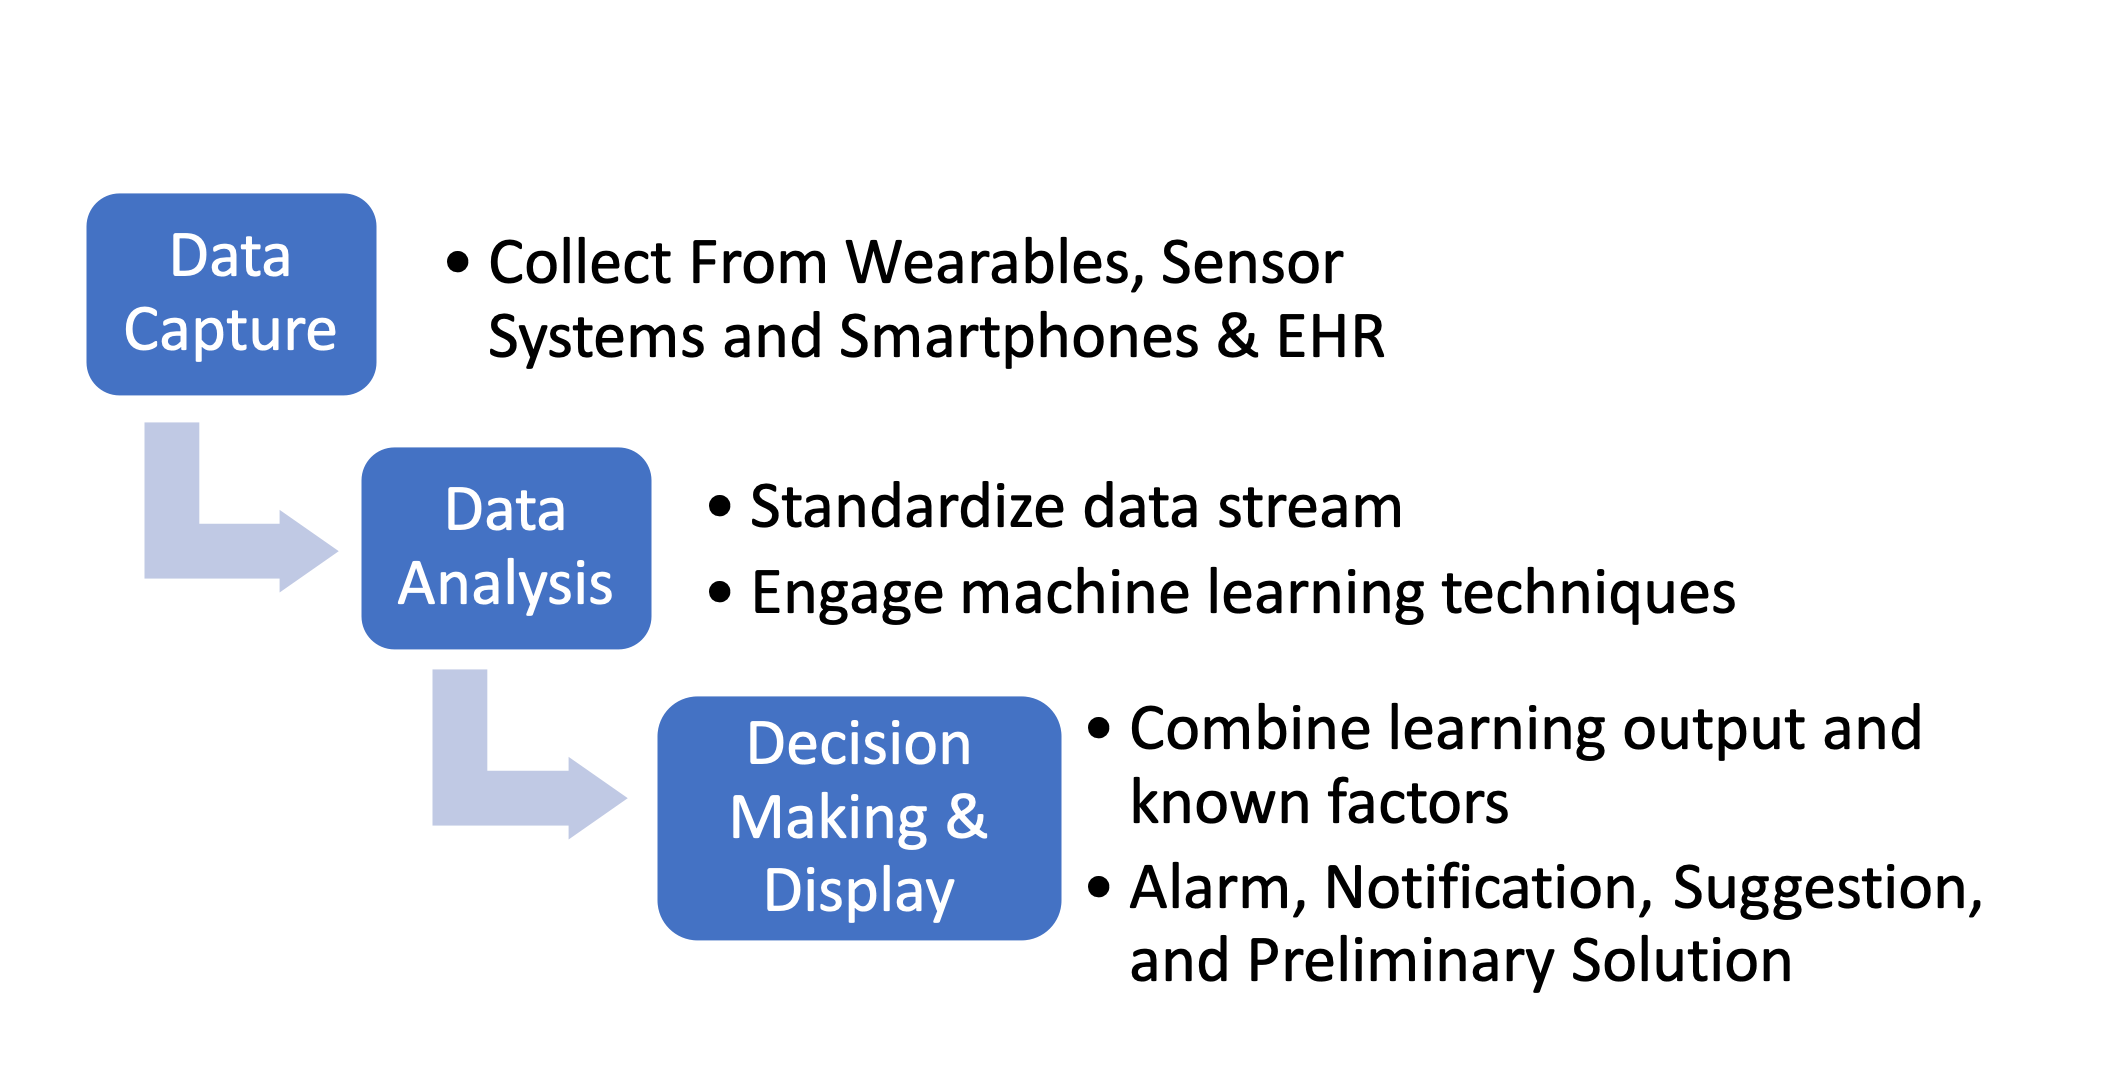 Data
Capture
• Collect From Wearables, Sensor
Systems and Smartphones & EHR
Data
Analysis
• Standardize data stream
• Engage machine learning techniques
Decision
Making &
Display
• Combine learning output and
known factors
• Alarm, Notification, Suggestion,
and Preliminary Solution